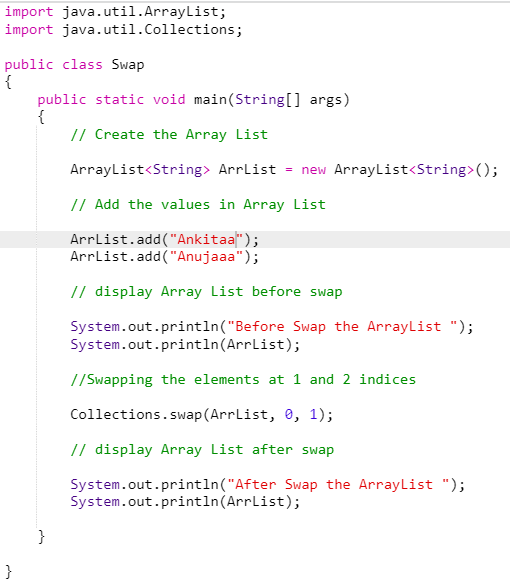 import java.util.ArrayList;
import java.util.Collections;
public class Swap
{
public static void main(String[] args)
{
// Create the Array List
ArrayList<String> ArrList = new ArrayList<String>();
// Add the values in Array List
ArrList.add("Ankitaa");
ArrList.add("Anujaaa");
// display Array List before swap
System.out.println("Before Swap the ArrayList ");
System.out.println(ArrList);
//Swapping the elements at 1 and 2 indices
Collections.swap(ArrList, 0, 1);
// display Array List after swap
System.out.println("After Swap the ArrayList ");
System.out.println(ArrList);
}
}